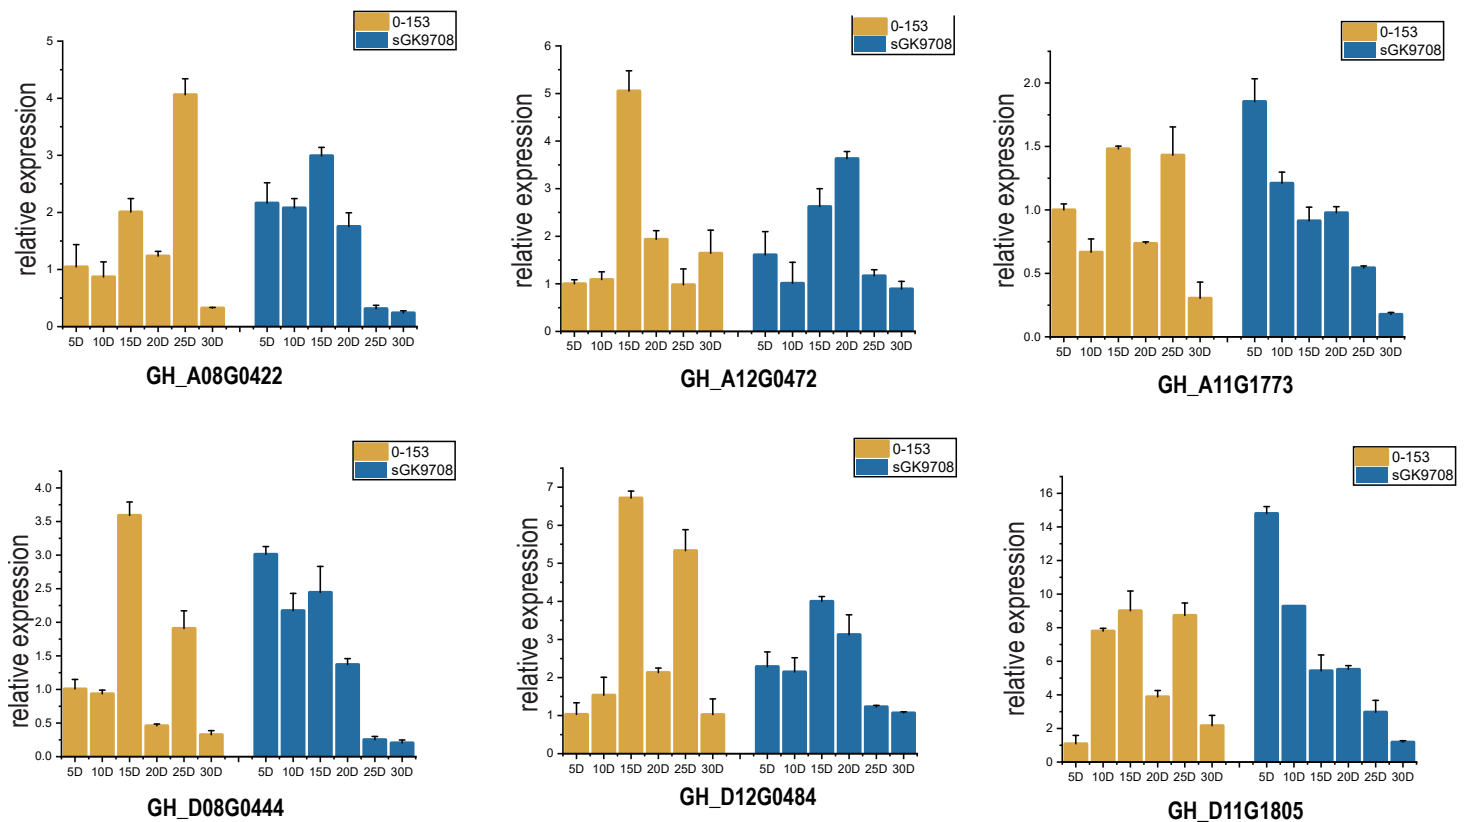 0-153
sGK9708
relative expression
5
4
3
2
1
0
5D 10D 15D 20D 25D 30D 5D 10D 15D 20D 25D 30D
GH_A08G0422
0-153
sGK9708
relative expression
6
5
4
3
2
1
0
5D 10D 15D 20D 25D 30D 5D 10D 15D 20D 25D 30D
GH_A12G0472
0-153
sGK9708
relative expression
2.0
1.5
1.0
0.5
0.0
5D 10D 15D 20D 25D 30D 5D 10D 15D 20D 25D 30D
GH_A11G1773
0-153
sGK9708
relative expression
4.0
3.5
3.0
2.5
2.0
1.5
1.0
0.5
0.0
5D 10D 15D 20D 25D 30D 5D 10D 15D 20D 25D 30D
GH_D08G0444
0-153
sGK9708
relative expression
7
6
5
4
3
2
1
0
5D 10D 15D 20D 25D 30D 5D 10D 15D 20D 25D 30D
GH_D12G0484
0-153
sGK9708
relative expression
16
14
12
10
8
6
4
2
0
5D 10D 15D 20D 25D 30D 5D 10D 15D 20D 25D 30D
GH_D11G1805